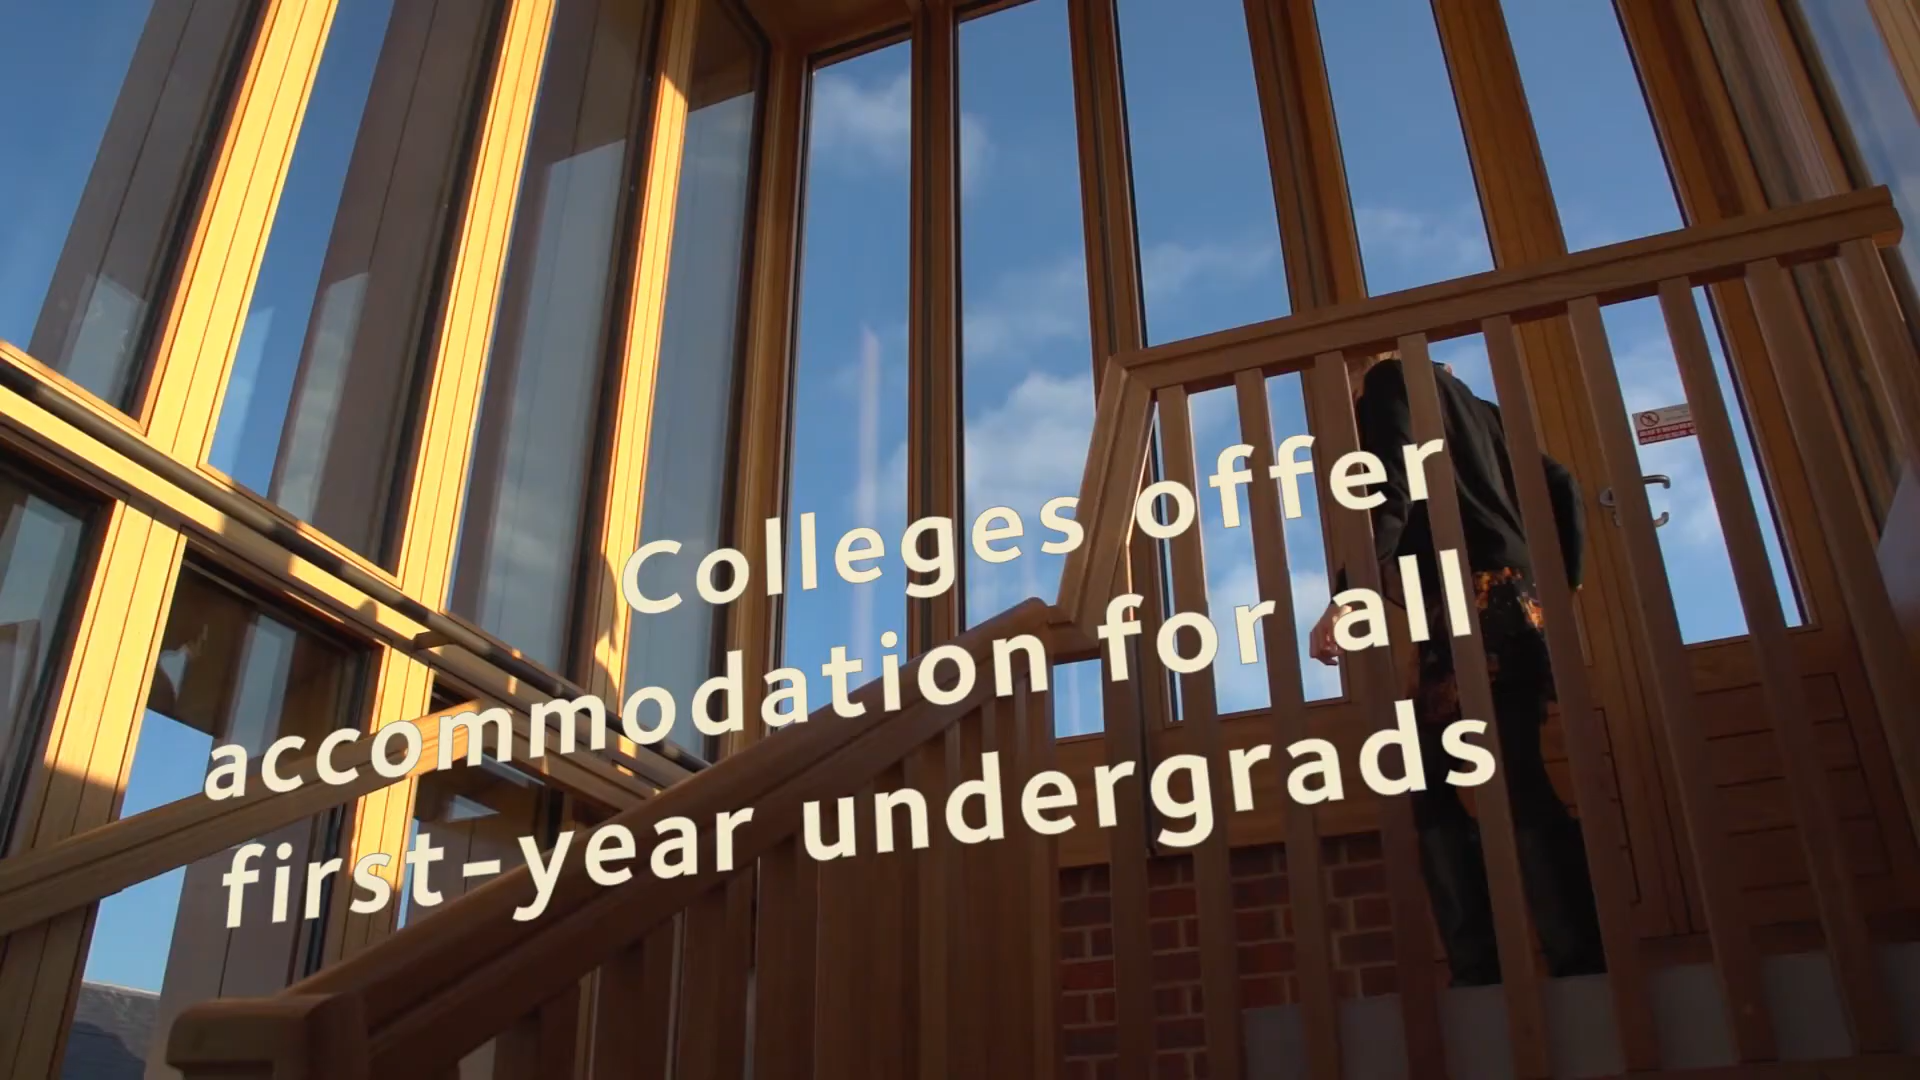 Colleges offer
accommodation for all
first-year undergrads